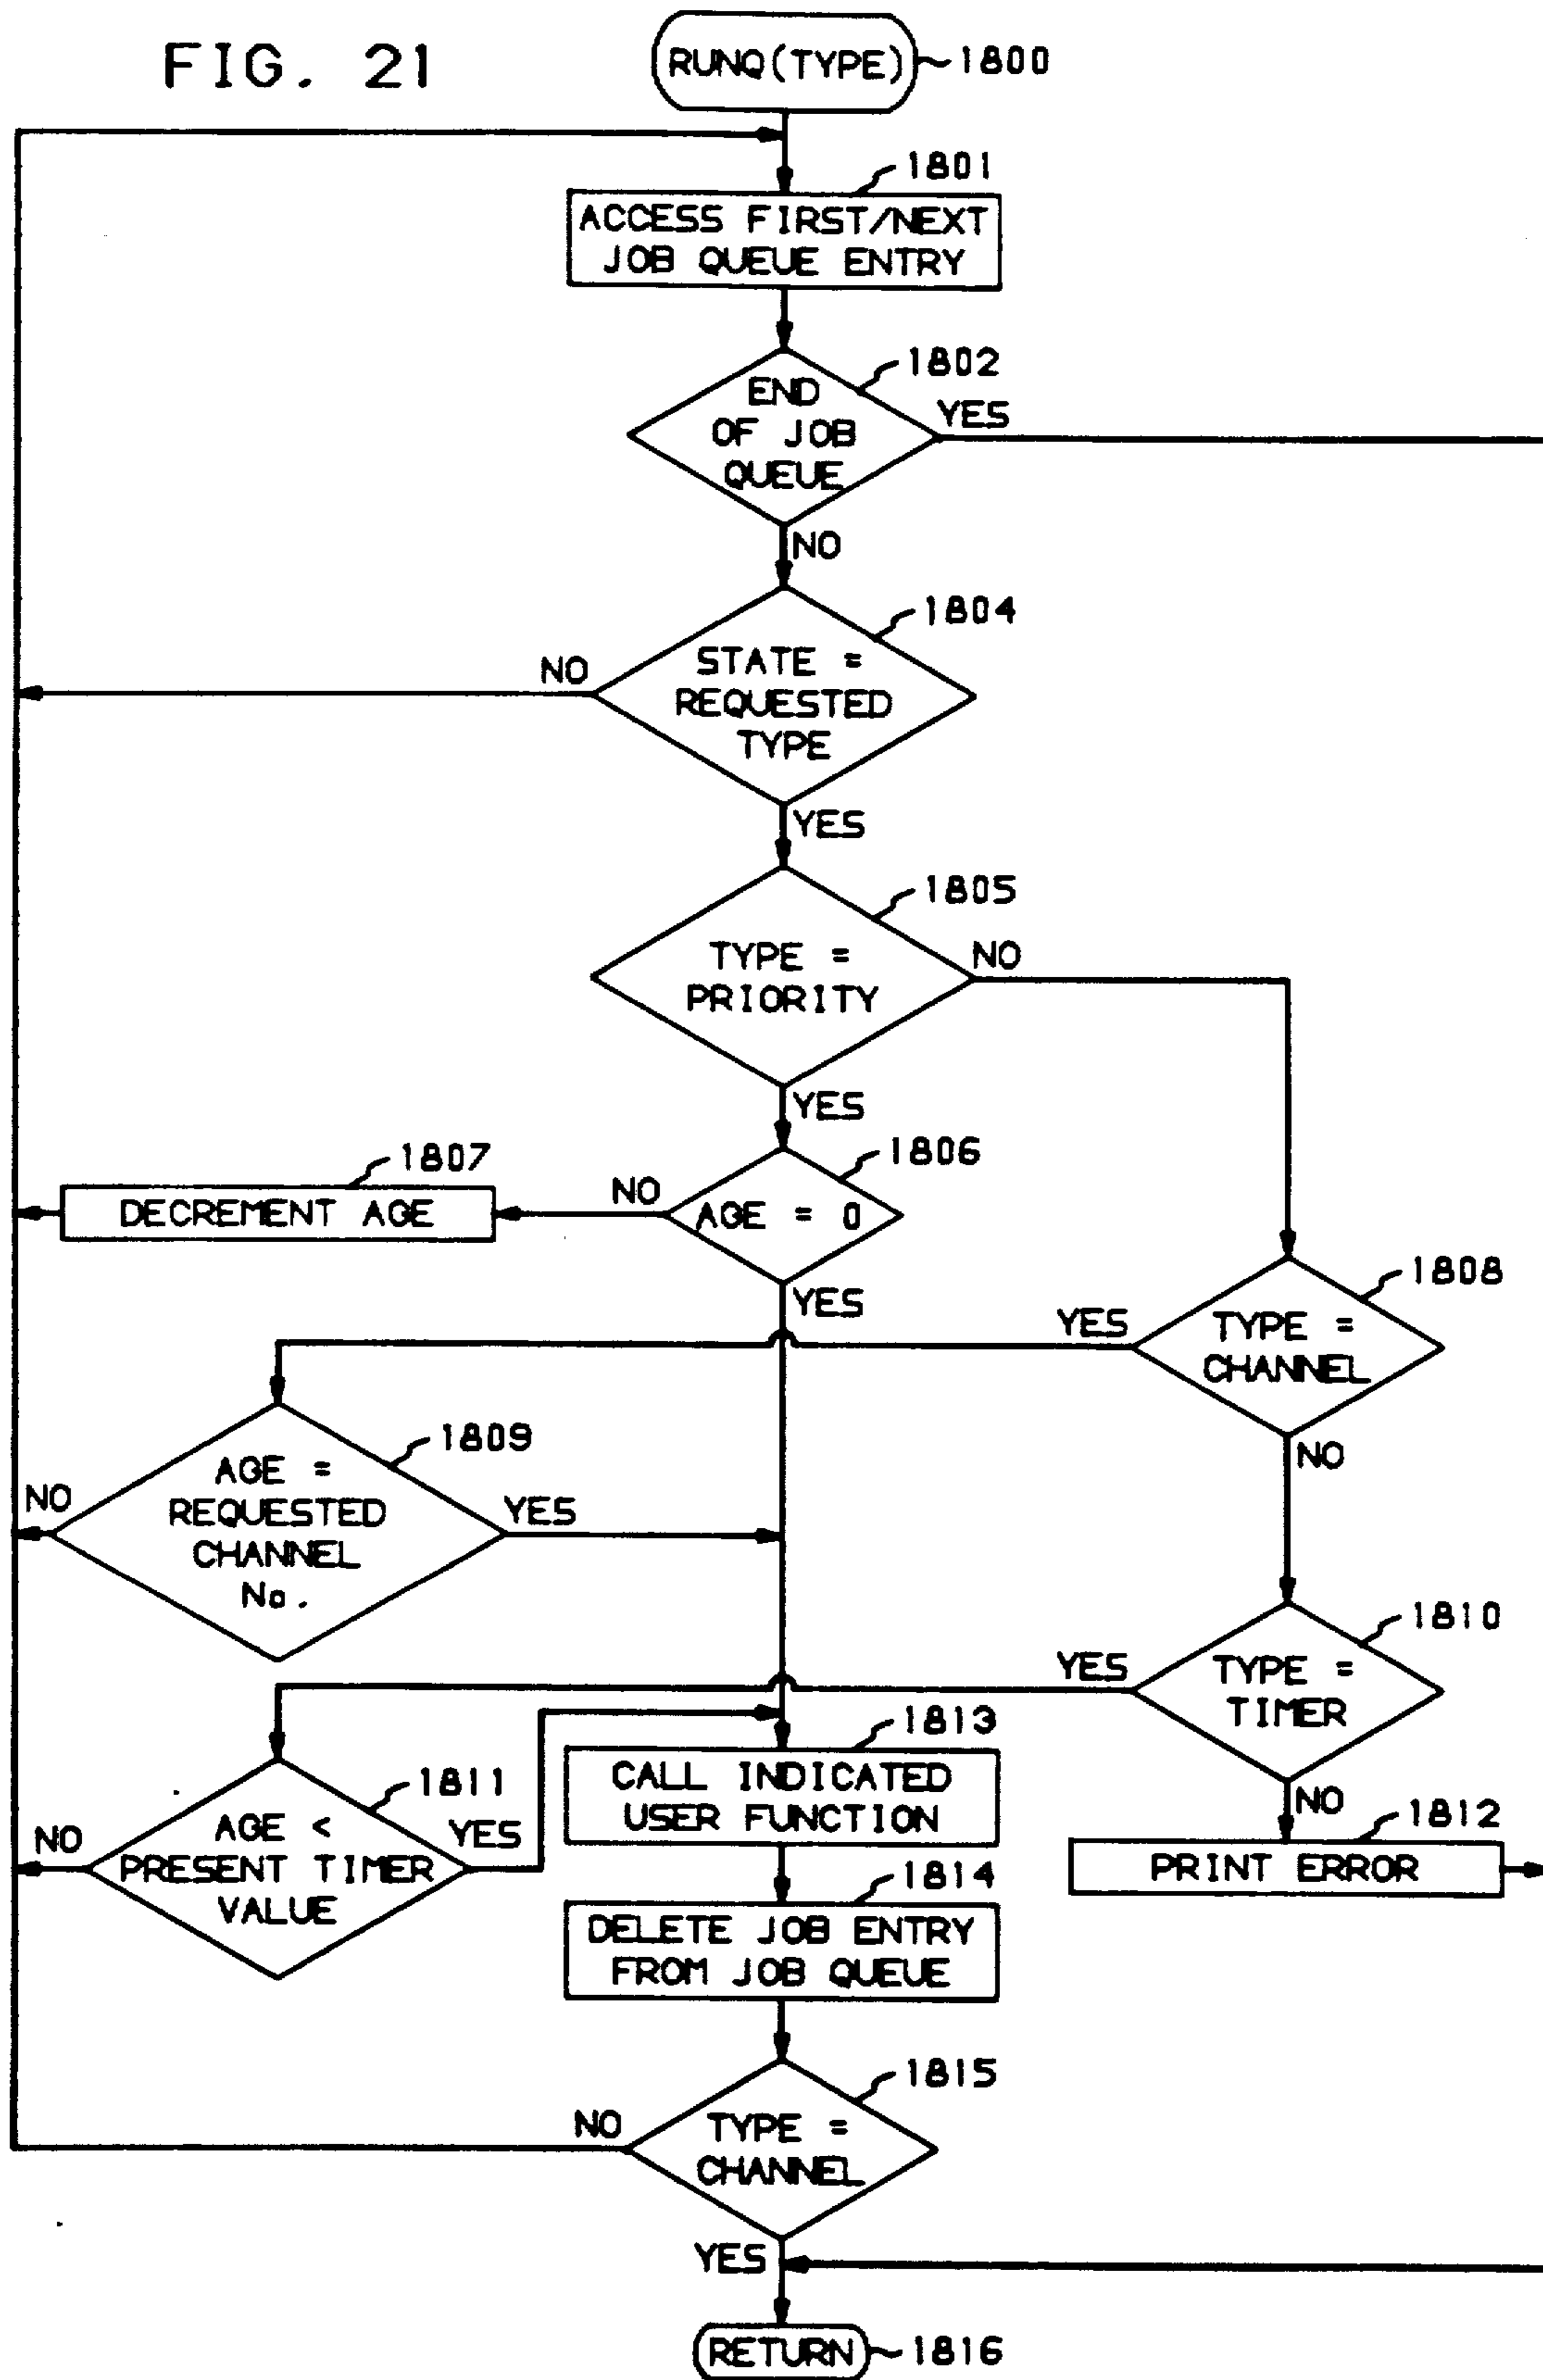 FIG. 21
RUNQ(TYPE)
1800
1801
ACCESS FIRST/NEXT
JOB QUEUE ENTRY
1802
END
OF JOB
QUEUE
YES
NO
1804
STATE =
REQUESTED
TYPE
NO
YES
1805
TYPE =
PRIORITY
NO
YES
1807
DECREMENT AGE
NO
1806
AGE = 0
YES
1808
TYPE =
CHANNEL
YES
NO
1809
AGE =
REQUESTED
CHANNEL
No.
NO
YES
1810
TYPE =
TIMER
YES
NO
1811
AGE <
PRESENT TIMER
VALUE
NO
YES
1813
CALL INDICATED
USER FUNCTION
1812
PRINT ERROR
1814
DELETE JOB ENTRY
FROM JOB QUEUE
1815
TYPE =
CHANNEL
NO
YES
RETURN
1816